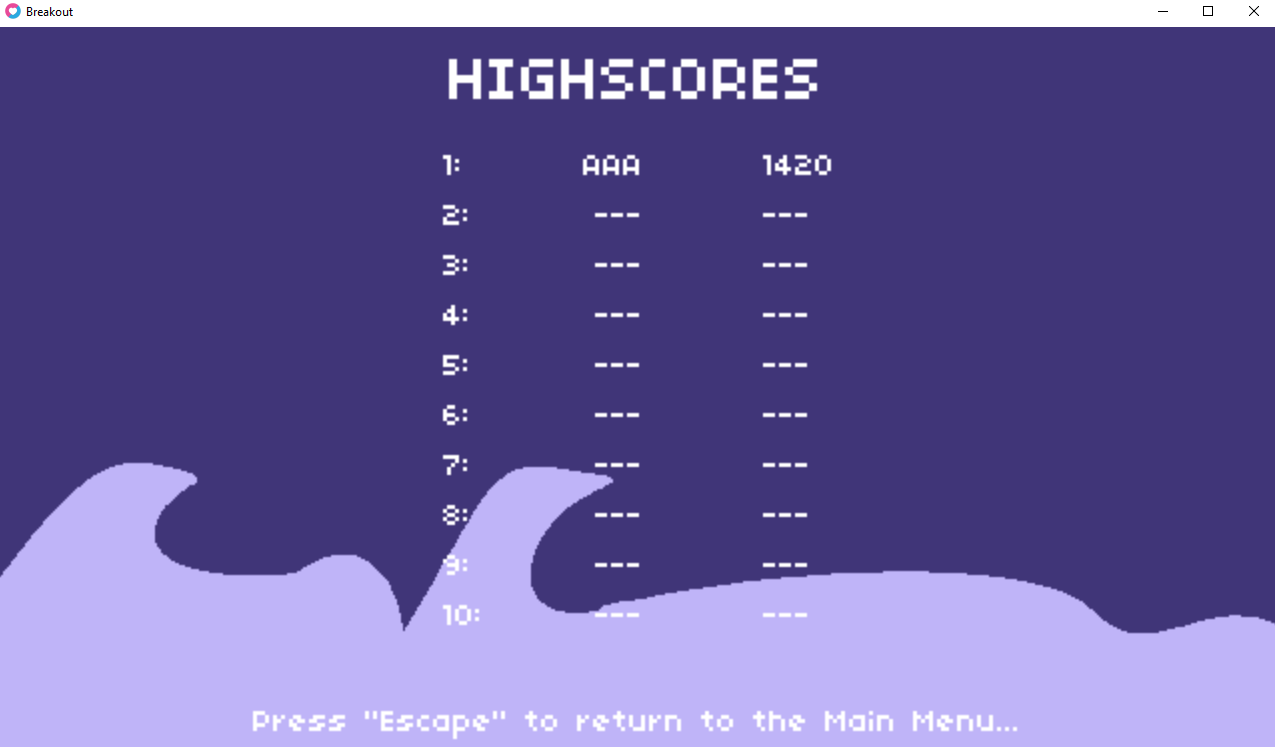 Breakout
HIGHSCORES
1: AAA 1420
2: --- ---
3: --- ---
4: --- ---
5: --- ---
6: --- ---
7: --- ---
8: --- ---
9: --- ---
10: --- ---
Press "Escape" to return to the Main Menu...